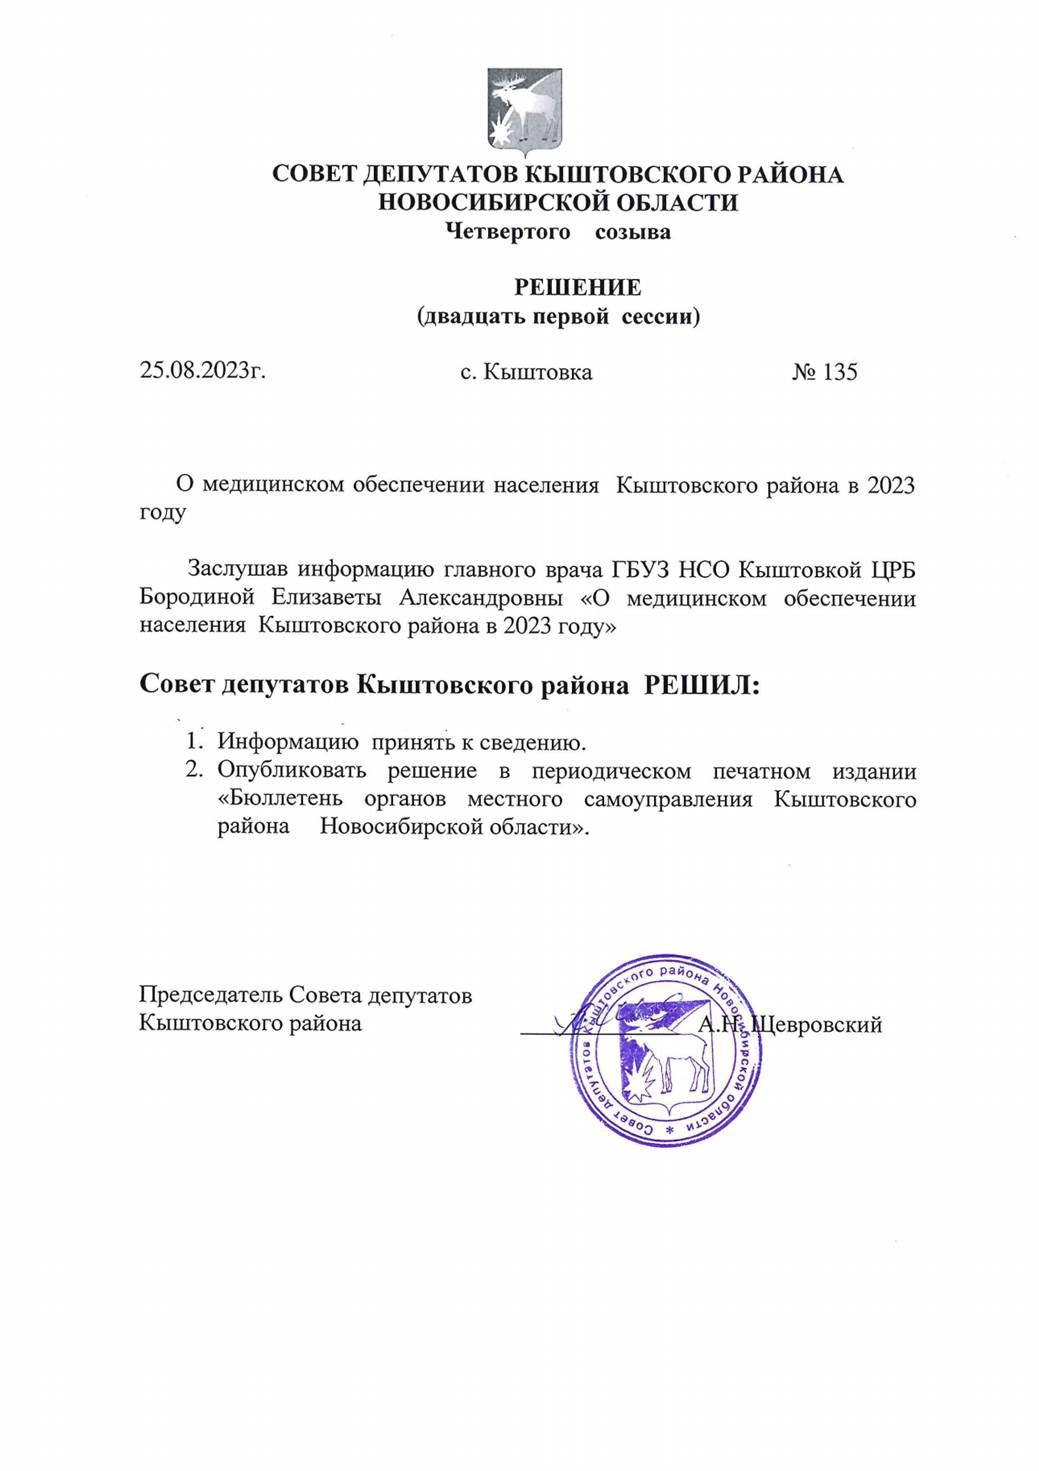 СОВЕТ ДЕПУТАТОВ КЫШТОВСКОГО РАЙОНА
НОВОСИБИРСКОЙ ОБЛАСТИ
Четвертого созыва
РЕШЕНИЕ
(двадцать первой сессии)
25.08.2023г. с. Кыштовка № 135
О медицинском обеспечении населения Кыштовского района в 2023
году
Заслушав информацию главного врача ГБУЗ НСО Кыштовкой ЦРБ
Бородиной Елизаветы Александровны «О медицинском обеспечении
населения Кыштовского района в 2023 году»
Совет депутатов Кыштовского района РЕШИЛ:
1. Информацию принять к сведению.
2. Опубликовать решение в периодическом печатном издании
«Бюллетень органов местного самоуправления Кыштовского
района Новосибирской области».
Председатель Совета депутатов
Кыштовского района А.Н. Щевровский
Совет депутатов Кыштовского района Новосибирской области *